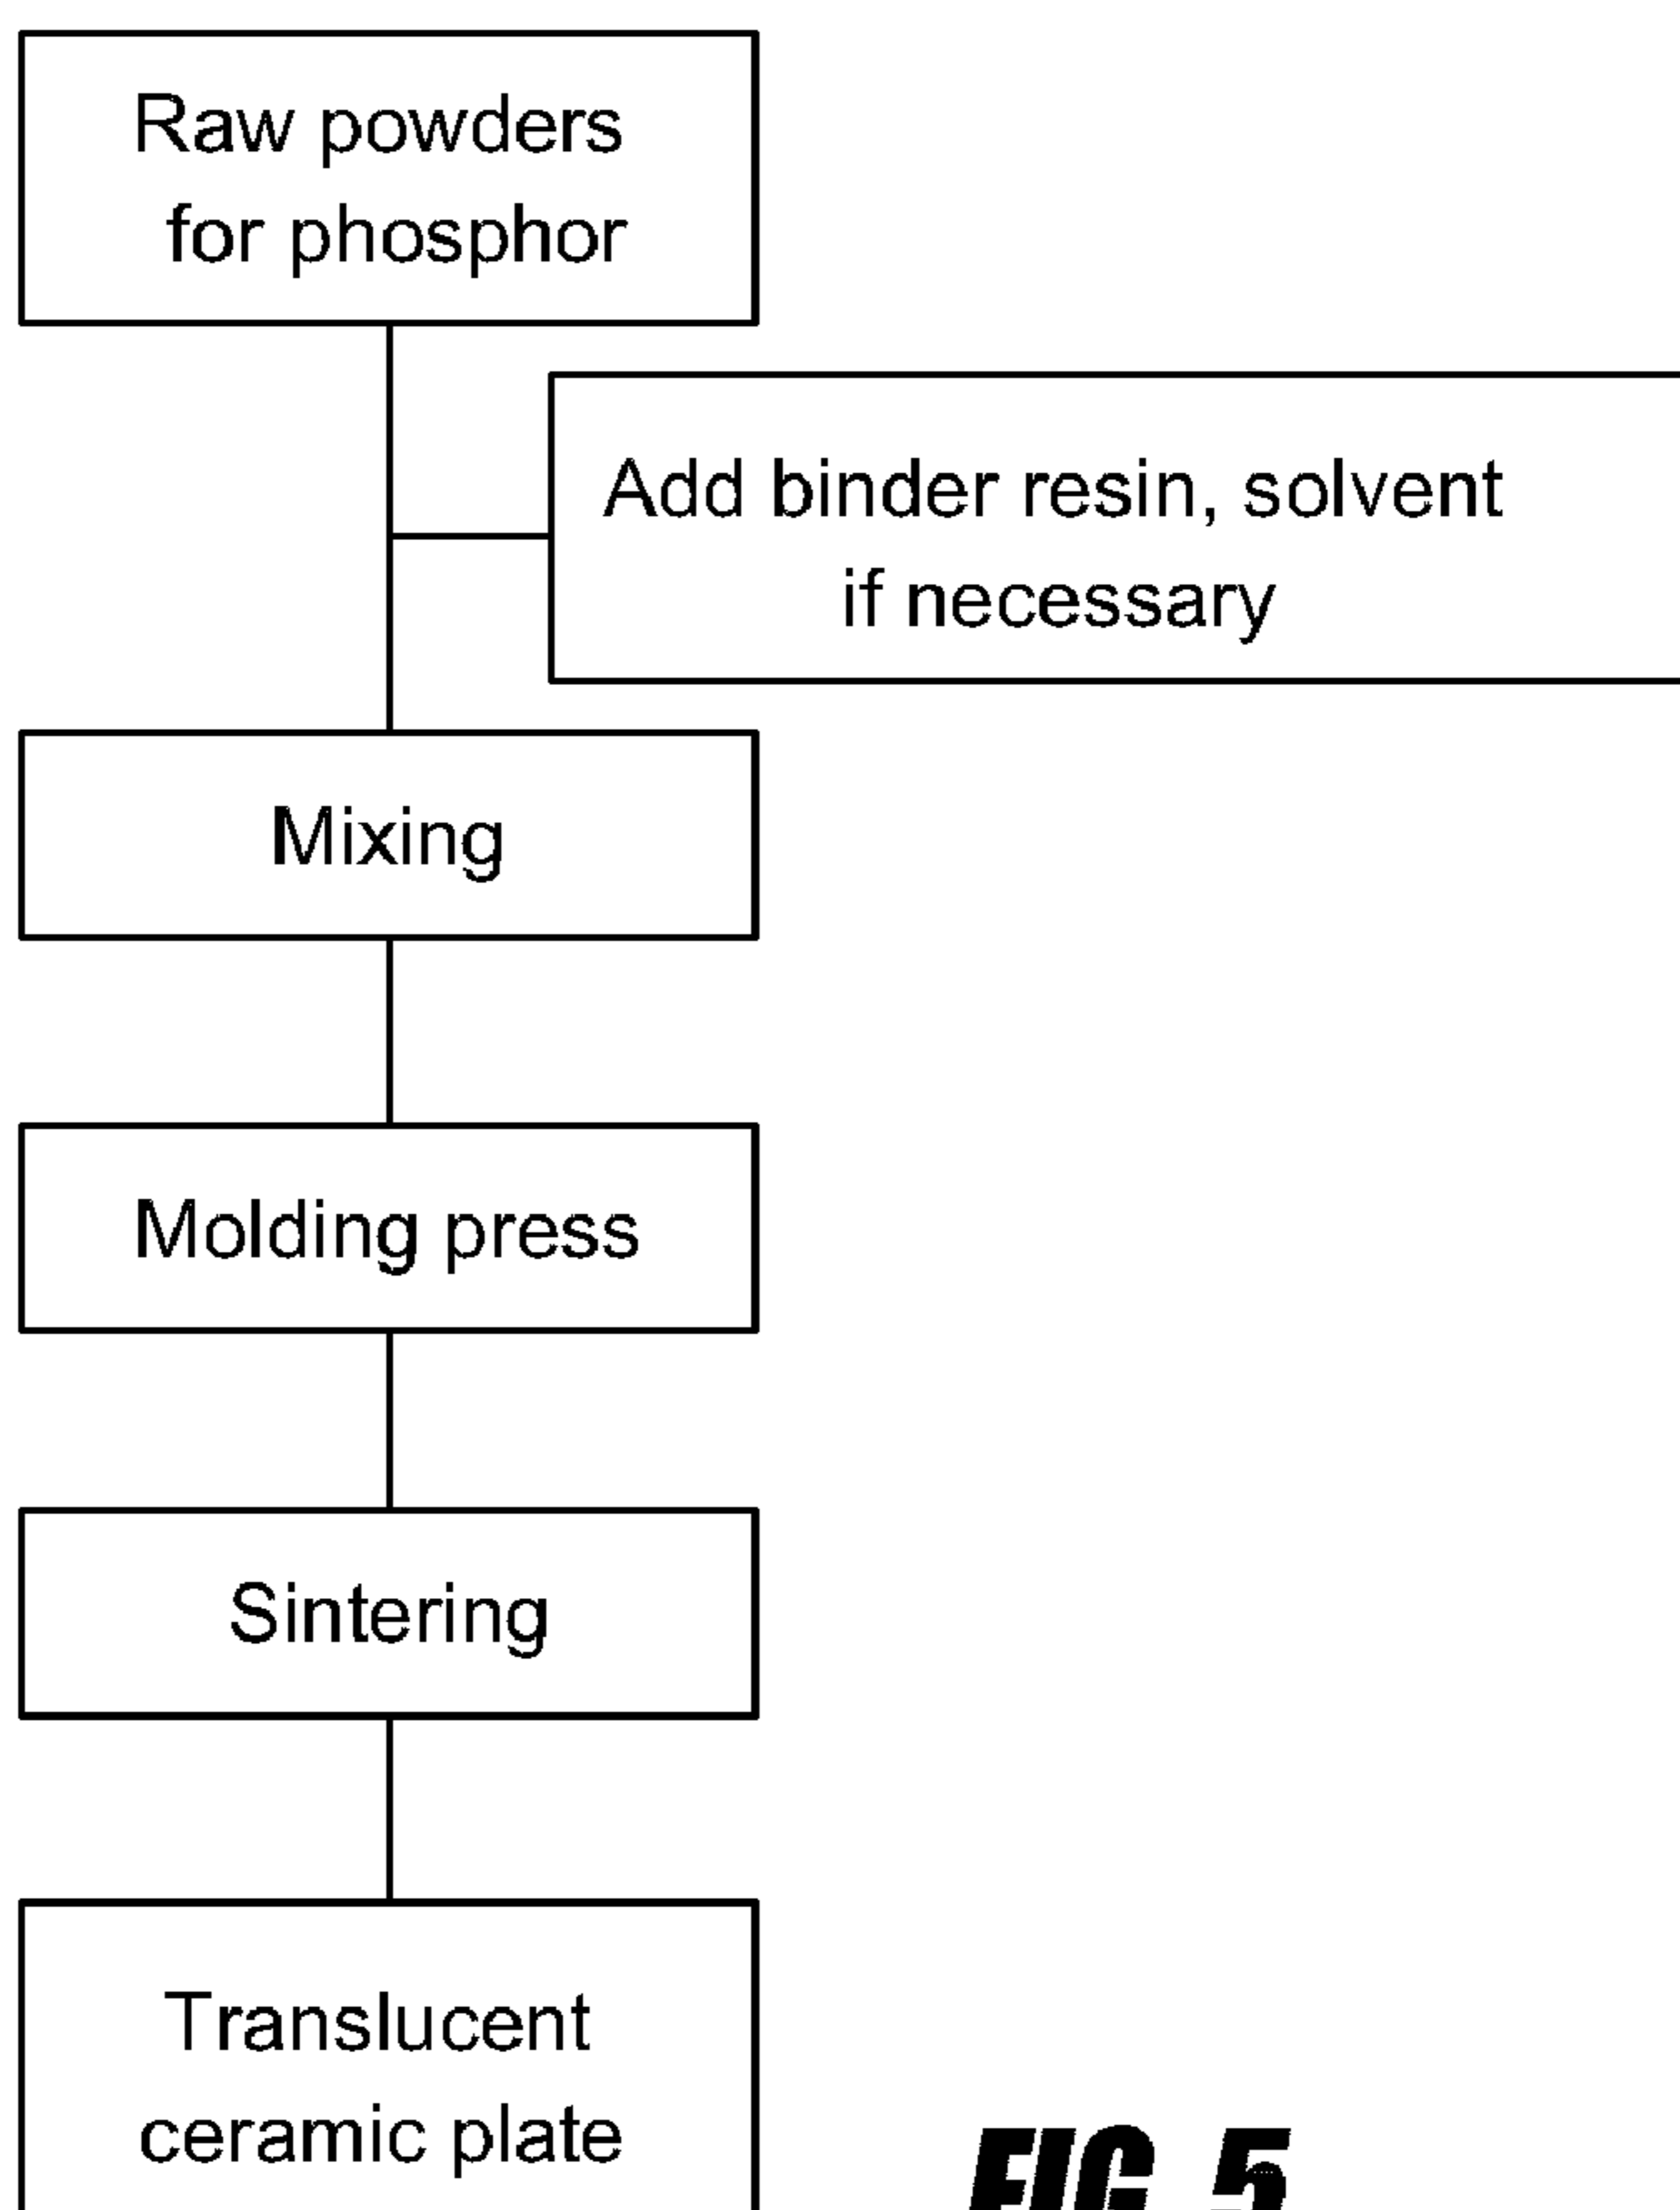 Raw powders
for phosphor
Add binder resin, solvent
if necessary
Mixing
Molding press
Sintering
Translucent
ceramic plate
FIG. 5